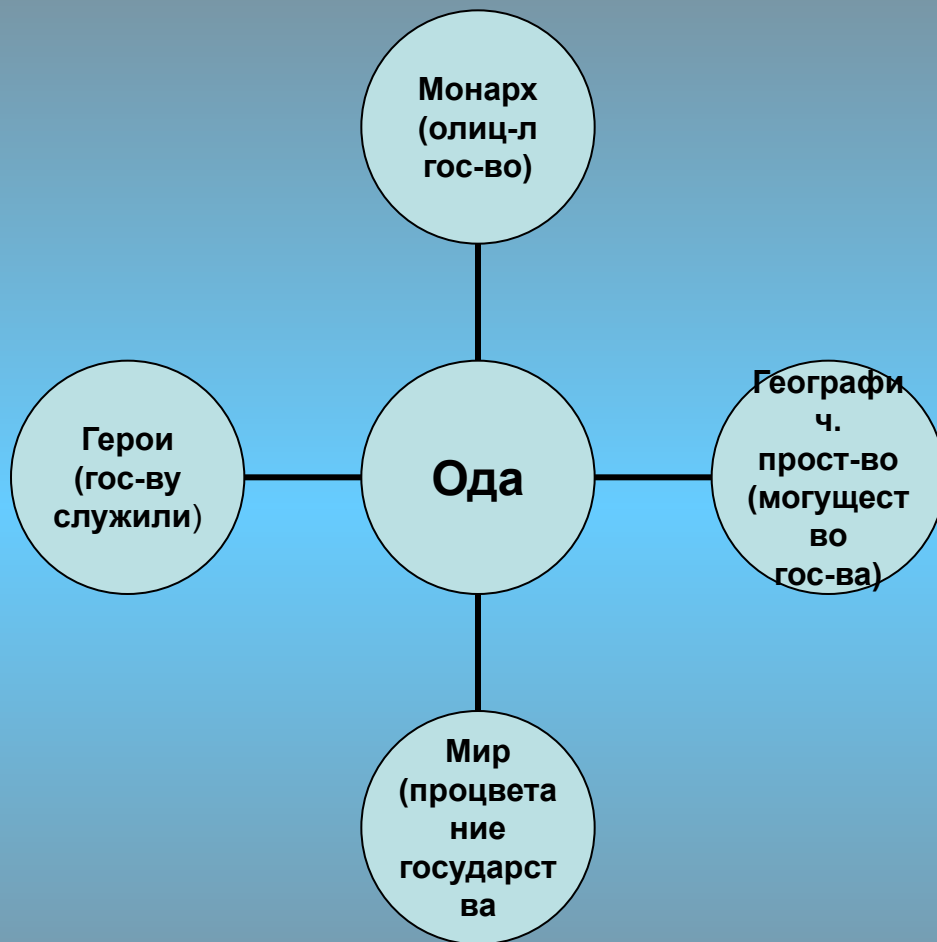 Монарх
(олиц-л
гос-во)
Герои
(гос-ву
служили)
Ода
Географи
ч.
прост-во
(могущест
во
гос-ва)
Мир
(процвета
ние
государст
ва